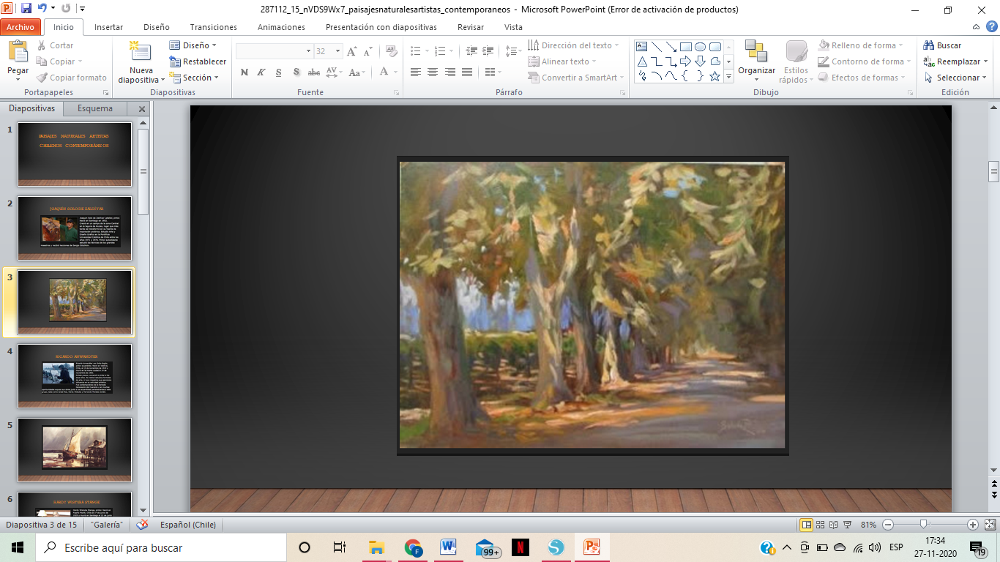 287112_15_nVDS9Wx7_paisajesnaturalesartistas_contemporaneos - Microsoft PowerPoint (Error de activación de productos)
Archivo Inicio Insertar Diseño Transiciones Animaciones Presentación con diapositivas Revisar Vista
Pegar
Cortar
Copiar
Copiar formato
Portapapeles
Nueva diapositiva
Diseño
Restablecer
Sección
Diapositivas
32
N K S S abc AV Aa A
Fuente
Dirección del texto
Alinear texto
Convertir a SmartArt
Párrafo
Organizar
Estilos rápidos
Relleno de forma
Contorno de forma
Efectos de formas
Dibujo
Buscar
Reemplazar
Seleccionar
Edición
Diapositivas Esquema
1
PAISAJES NATURALES ARTISTAS
CHILENOS CONTEMPORÁNEOS
2
JOAQUÍN SOLO DE ZALDÍVAR
3
4
RICARDO ANWANDTER
5
6
HARDY WISTUBA STANGE
Diapositiva 3 de 15 "Galería" Español (Chile) 81%
Escribe aquí para buscar
99+
ESP
17:34
27-11-2020
19